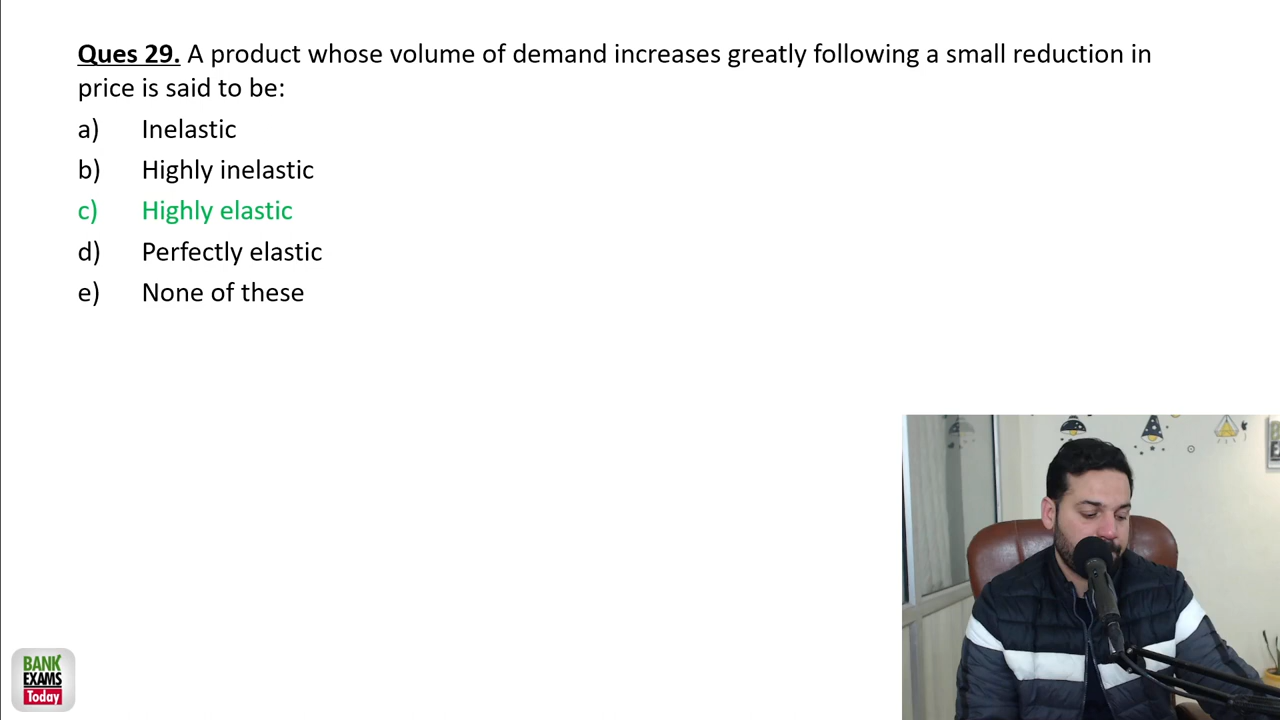 Ques 29. A product whose volume of demand increases greatly following a small reduction in
price is said to be:
a) Inelastic
b) Highly inelastic
c) Highly elastic
d) Perfectly elastic
e) None of these
BANK
EXAMS
Today